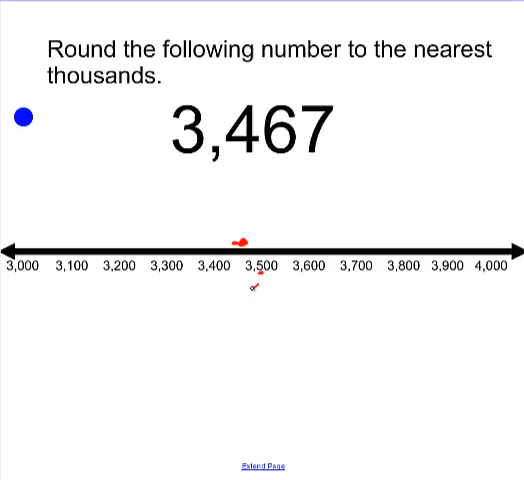 Round the following number to the nearest
thousands.
3,467
3,000 3,100 3,200 3,300 3,400 3,500 3,600 3,700 3,800 3,900 4,000
Extend Page